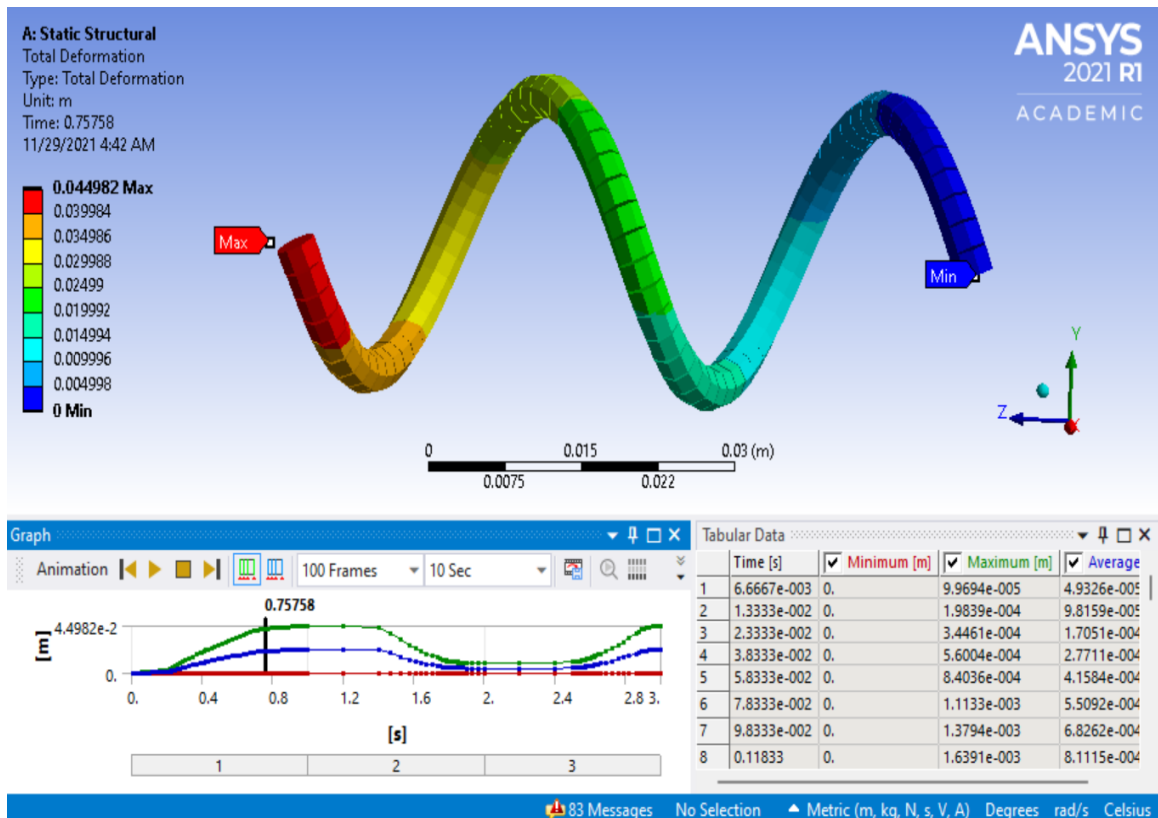 A: Static Structural
Total Deformation
Type: Total Deformation
Unit: m
Time: 0.75758
11/29/2021 4:42 AM
0.044982 Max
0.039984
0.034986
0.029988
0.02499
0.019992
0.014994
0.009996
0.004998
0 Min
ANSYS
2021 R1
ACADEMIC
Max
Min
Y
Z
X
0 0.015 0.03 (m)
0.0075 0.022
Graph
Animation 100 Frames 10 Sec
0.75758
4.4982e-2
[m]
0.
0. 0.4 0.8 1.2 1.6 2. 2.4 2.8 3.
[s]
1 2 3
Tabular Data
Time [s] Minimum [m] Maximum [m] Average
1 6.6667e-003 0. 9.9694e-005 4.9326e-005
2 1.3333e-002 0. 1.9839e-004 9.8159e-005
3 2.3333e-002 0. 3.4461e-004 1.7051e-004
4 3.8333e-002 0. 5.6004e-004 2.7711e-004
5 5.8333e-002 0. 8.4036e-004 4.1584e-004
6 7.8333e-002 0. 1.1133e-003 5.5092e-004
7 9.8333e-002 0. 1.3794e-003 6.8262e-004
8 0.11833 0. 1.6391e-003 8.1115e-004
83 Messages No Selection Metric (m, kg, N, s, V, A) Degrees rad/s Celsius